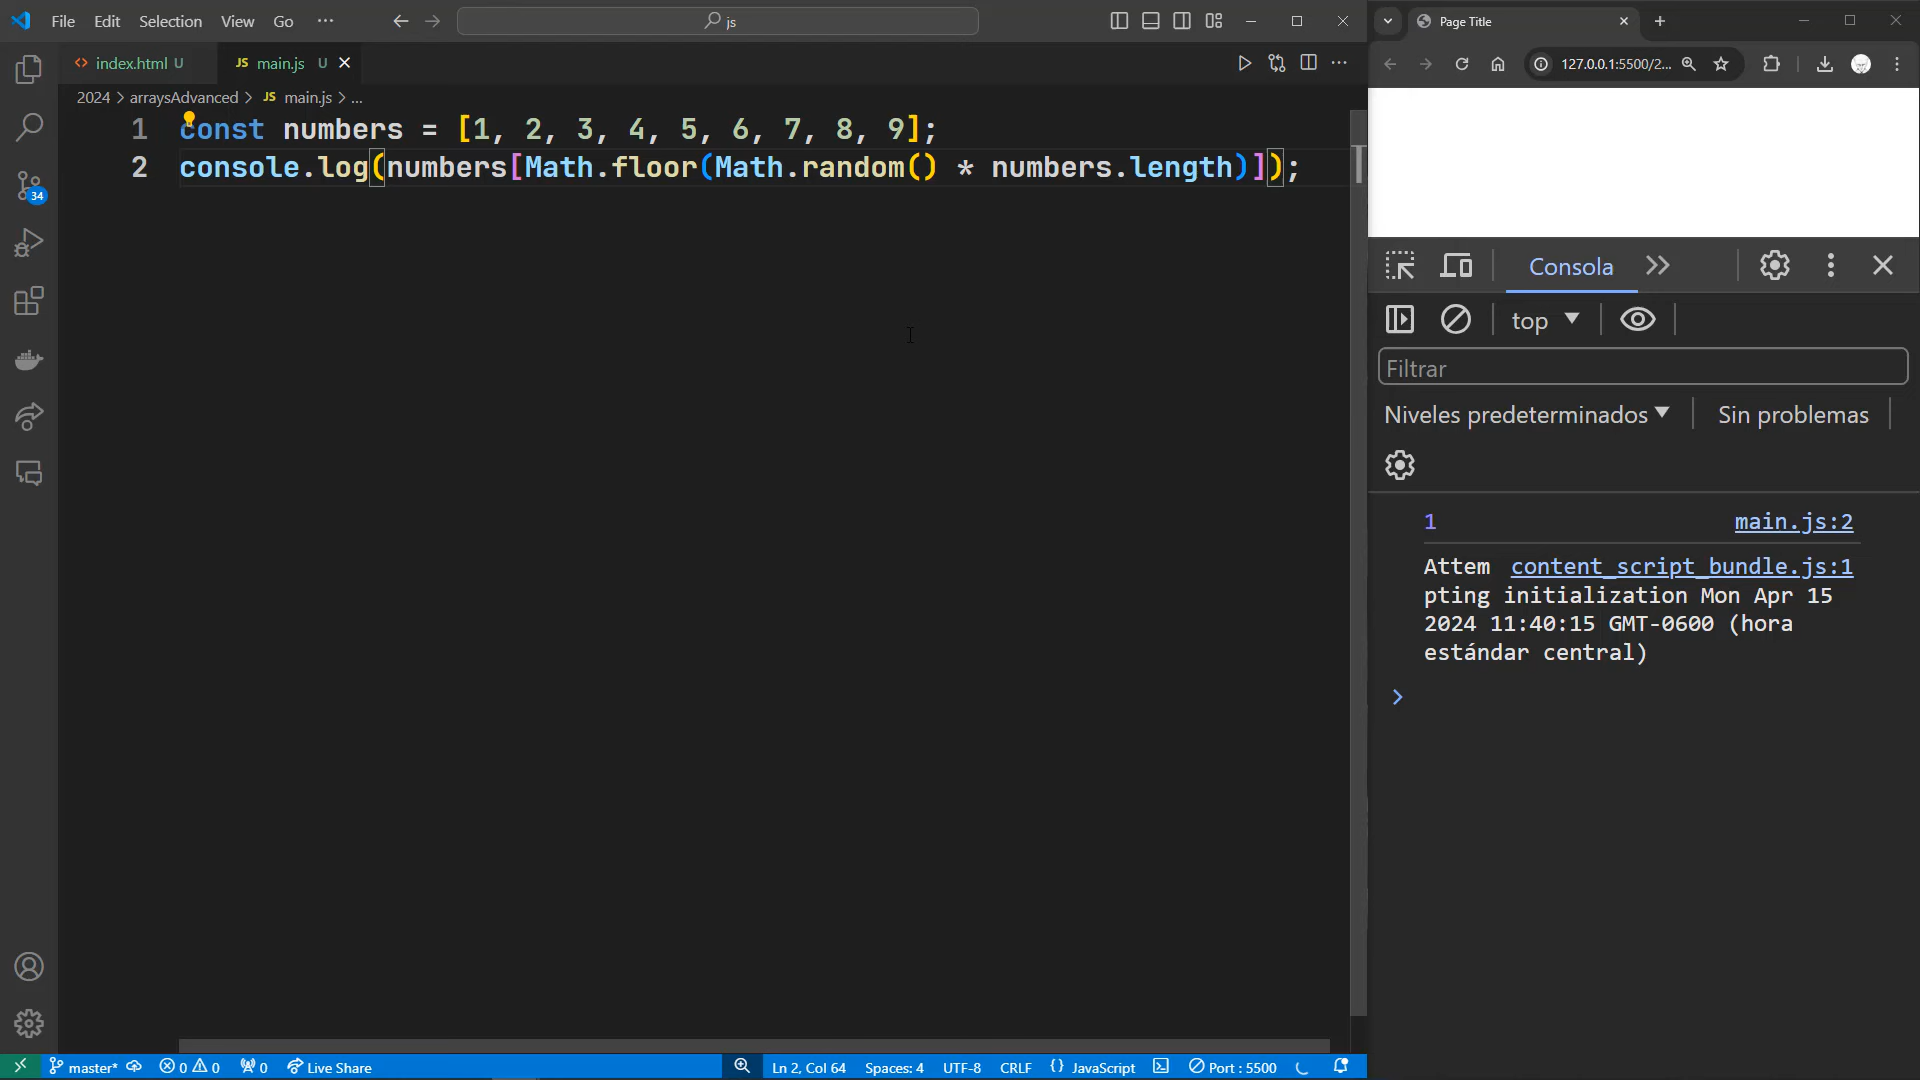 File Edit Selection View Go ···
js
index.html U
JS main.js U
2024 > arraysAdvanced > JS main.js > ...
1 const numbers = [1, 2, 3, 4, 5, 6, 7, 8, 9];
2 console.log(numbers[Math.floor(Math.random() * numbers.length)]);
34
master* 0 0 0 Live Share
Ln 2, Col 64 Spaces: 4 UTF-8 CRLF {} JavaScript Port : 5500
Page Title
127.0.0.1:5500/2...
Consola
top
Filtrar
Niveles predeterminados Sin problemas
1 main.js:2
Attem content_script_bundle.js:1
pting initialization Mon Apr 15
2024 11:40:15 GMT-0600 (hora
estándar central)